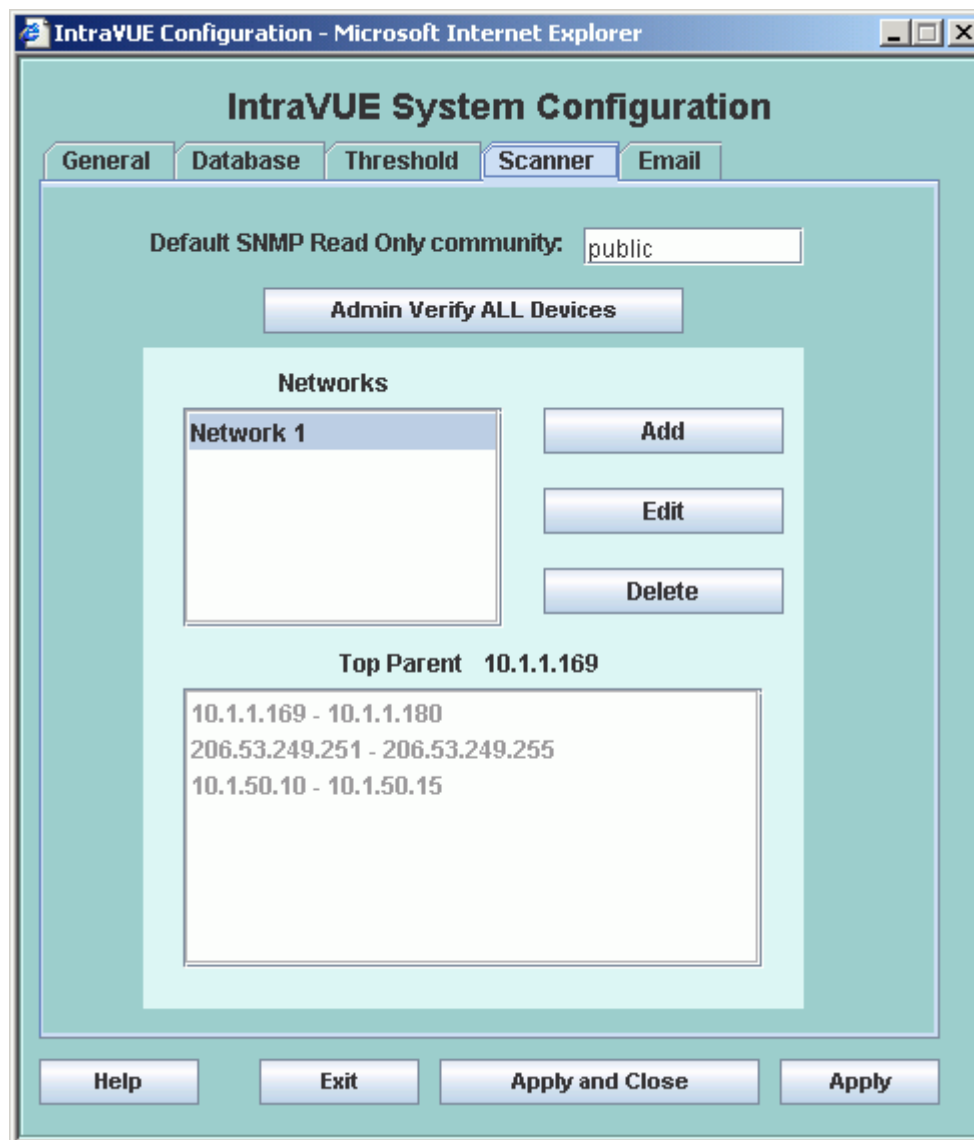 IntraVUE Configuration - Microsoft Internet Explorer
IntraVUE System Configuration
General Database Threshold Scanner Email
Default SNMP Read Only community: public
Admin Verify ALL Devices
Networks
Network 1
Add
Edit
Delete
Top Parent 10.1.1.169
10.1.1.169 - 10.1.1.180
206.53.249.251 - 206.53.249.255
10.1.50.10 - 10.1.50.15
Help Exit Apply and Close Apply